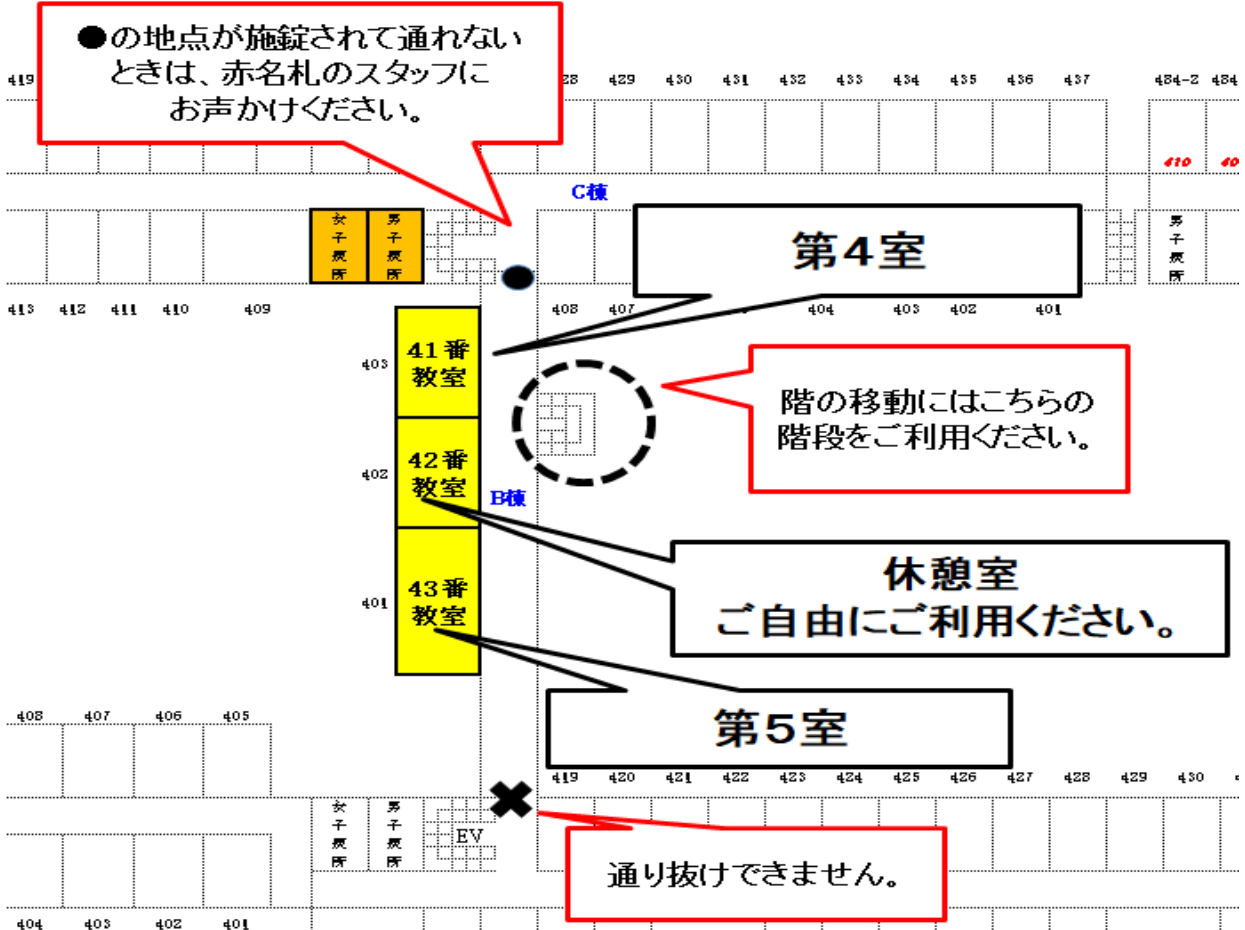 ●の地点が施錠されて通れない
ときは、赤名札のスタッフに
お声かけください。
419
28 429 430 431 432 433 434 435 436 437
484-2 484
410 40
C棟
女子便所
男子便所
第4室
男子便所
413 412 411 410 409
408 407 404 403 402 401
403
41番
教室
階の移動にはこちらの
階段をご利用ください。
402
42番
教室
B棟
休憩室
ご自由にご利用ください。
401
43番
教室
第5室
408 407 406 405
419 420 421 422 423 424 425 426 427 428 429 430
女子便所
男子便所
EV
通り抜けできません。
404 403 402 401